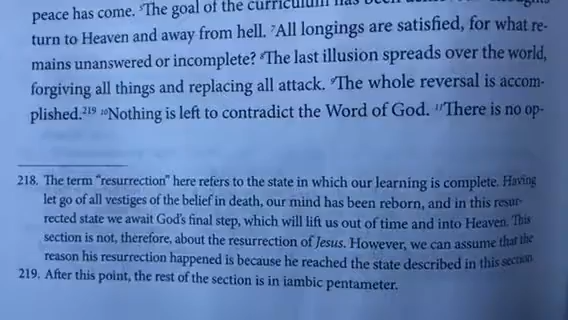 peace has come. ⁵The goal of the curriculum has been
turn to Heaven and away from hell. ⁷All longings are satisfied, for what re-
mains unanswered or incomplete? ⁸The last illusion spreads over the world,
forgiving all things and replacing all attack. ⁹The whole reversal is accom-
plished.²¹⁹ ¹⁰Nothing is left to contradict the Word of God. ¹¹There is no op-
218. The term “resurrection” here refers to the state in which our learning is complete. Having
let go of all vestiges of the belief in death, our mind has been reborn, and in this resur-
rected state we await God’s final step, which will lift us out of time and into Heaven. This
section is not, therefore, about the resurrection of Jesus. However, we can assume that the
reason his resurrection happened is because he reached the state described in this section
219. After this point, the rest of the section is in iambic pentameter.